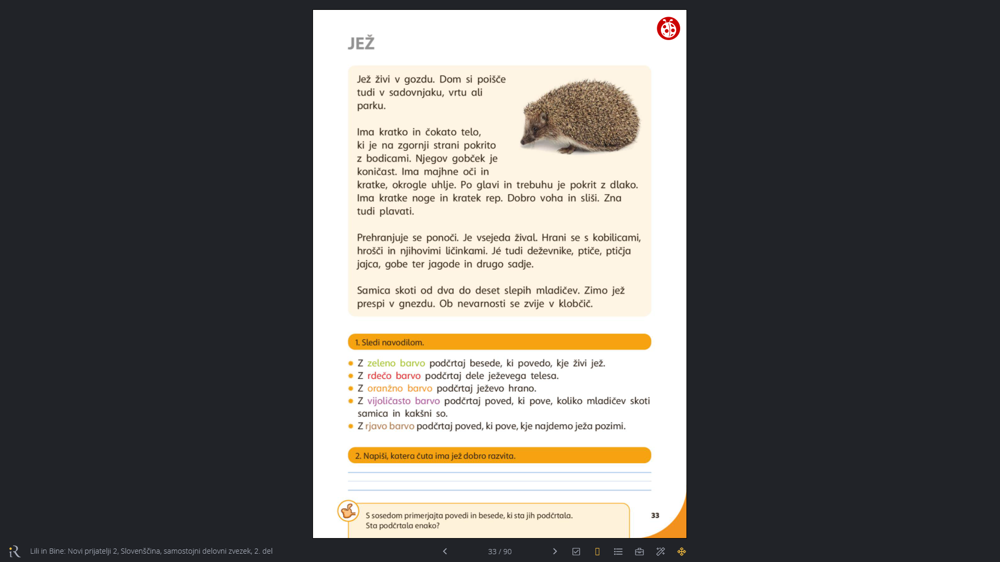 JEŽ
Jež živi v gozdu. Dom si poišče
tudi v sadovnjaku, vrtu ali
parku.
Ima kratko in čokato telo,
ki je na zgornji strani pokrito
z bodicami. Njegov gobček je
koničast. Ima majhne oči in
kratke, okrogle uhlje. Po glavi in trebuhu je pokrit z dlako.
Ima kratke noge in kratek rep. Dobro voha in sliši. Zna
tudi plavati.
Prehranjuje se ponoči. Je vsejeda žival. Hrani se s kobilicami,
hrošči in njihovimi ličinkami. Jé tudi deževnike, ptiče, ptičja
jajca, gobe ter jagode in drugo sadje.
Samica skoti od dva do deset slepih mladičev. Zimo jež
prespi v gnezdu. Ob nevarnosti se zvije v klobčič.
1. Sledi navodilom.
Z zeleno barvo podčrtaj besede, ki povedo, kje živi jež.
Z rdečo barvo podčrtaj dele ježevega telesa.
Z oranžno barvo podčrtaj ježevo hrano.
Z vijoličasto barvo podčrtaj poved, ki pove, koliko mladičev skoti
samica in kakšni so.
Z rjavo barvo podčrtaj poved, ki pove, kje najdemo ježa pozimi.
2. Napiši, katera čuta ima jež dobro razvita.
S sosedom primerjajta povedi in besede, ki sta jih podčrtala.
Sta podčrtala enako?
33
iR
Lili in Bine: Novi prijatelji 2, Slovenščina, samostojni delovni zvezek, 2. del
33 / 90